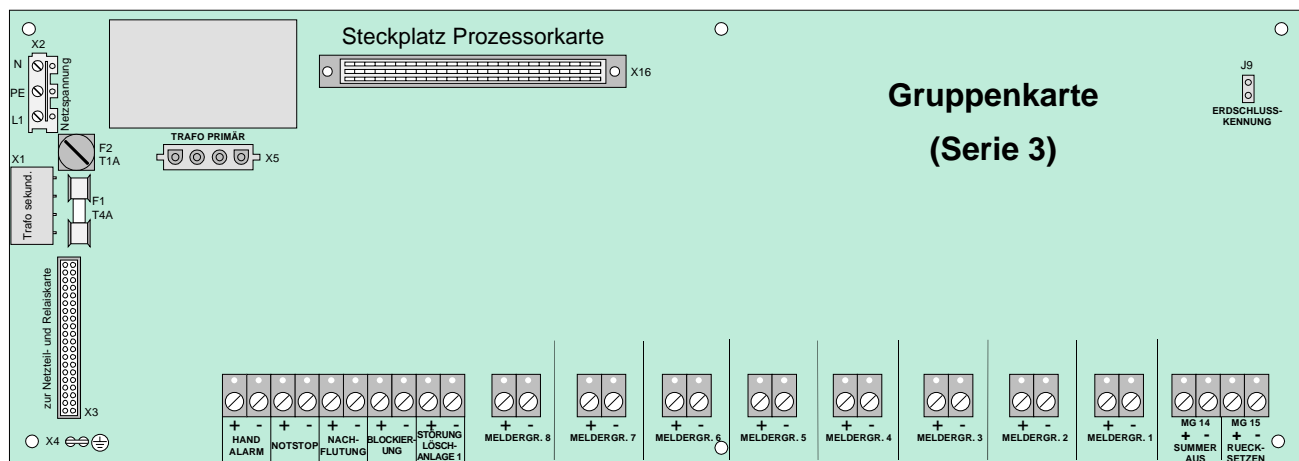 X2
N
PE
L1
Netzspannung
Steckplatz Prozessorkarte
X16
Gruppenkarte
(Serie 3)
J9
ERDSCHLUSS-
KENNUNG
TRAFO PRIMÄR
X5
F2
T1A
X1
Trafo sekund.
F1
T4A
zur Netzteil- und Relaiskarte
X3
X4
+ - + - + - + - + -
HAND
ALARM
NOTSTOP
NACH-
FLUTUNG
BLOCKIER-
UNG
STÖRUNG
LÖSCH-
ANLAGE 1
+ -
MELDERGR. 8
+ -
MELDERGR. 7
+ -
MELDERGR. 6
+ -
MELDERGR. 5
+ -
MELDERGR. 4
+ -
MELDERGR. 3
+ -
MELDERGR. 2
+ -
MELDERGR. 1
MG 14
+ -
SUMMER
AUS
MG 15
+ -
RUECK-
SETZEN